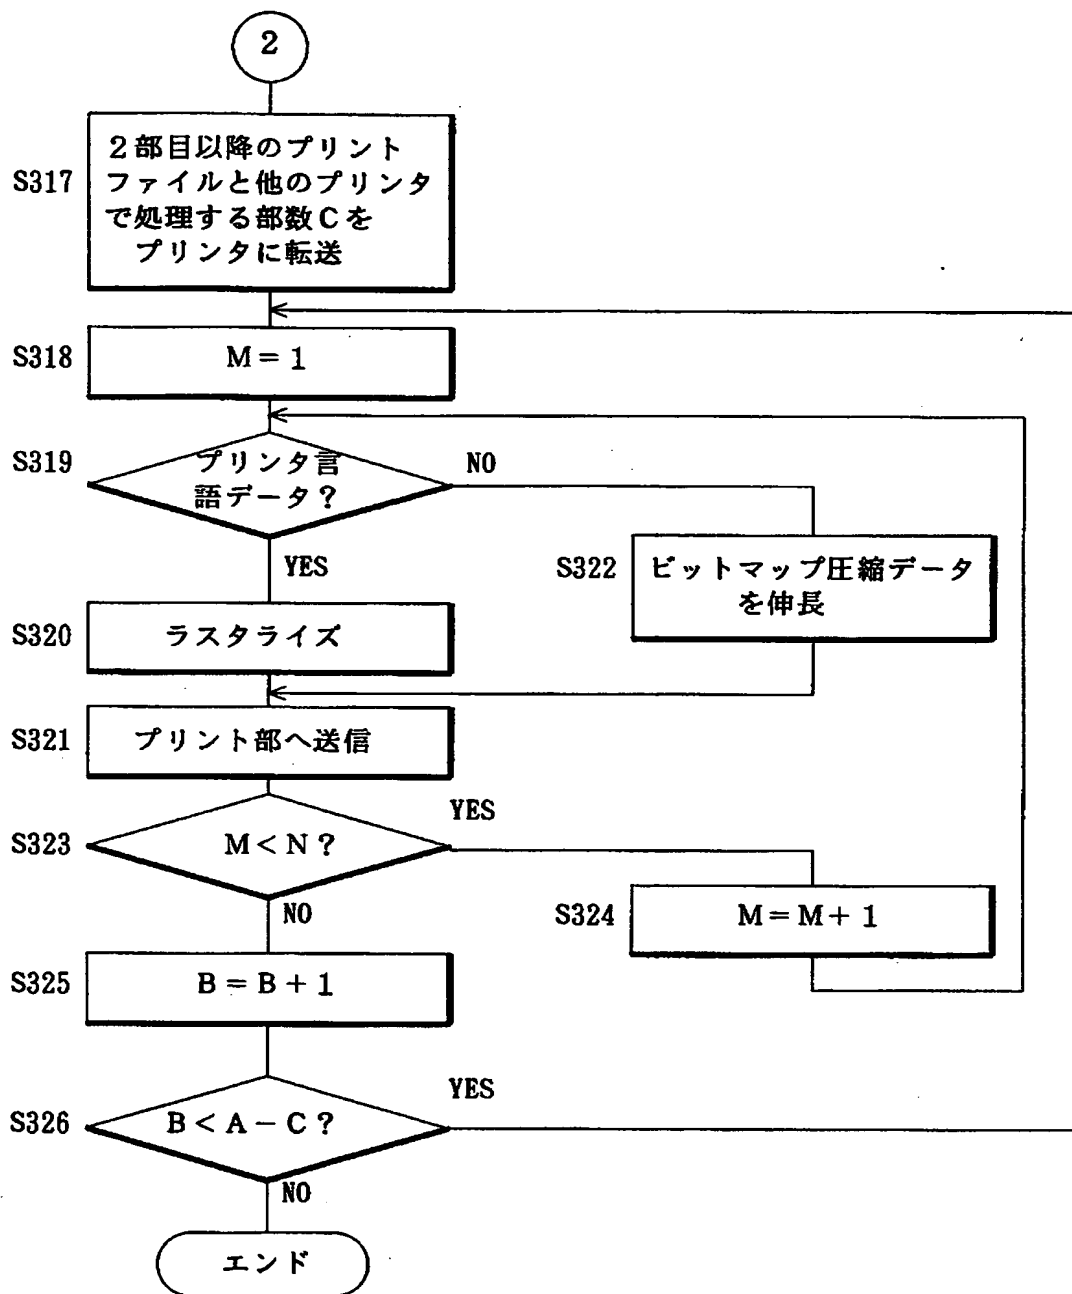 2
S317
2部目以降のプリント
ファイルと他のプリンタ
で処理する部数Cを
プリンタに転送
S318
M=1
S319
プリンタ言
語データ?
NO
YES
S322
ビットマップ圧縮データ
を伸長
S320
ラスタライズ
S321
プリント部へ送信
S323
M<N?
YES
NO
S324
M=M+1
S325
B=B+1
S326
B<A-C?
YES
NO
エンド